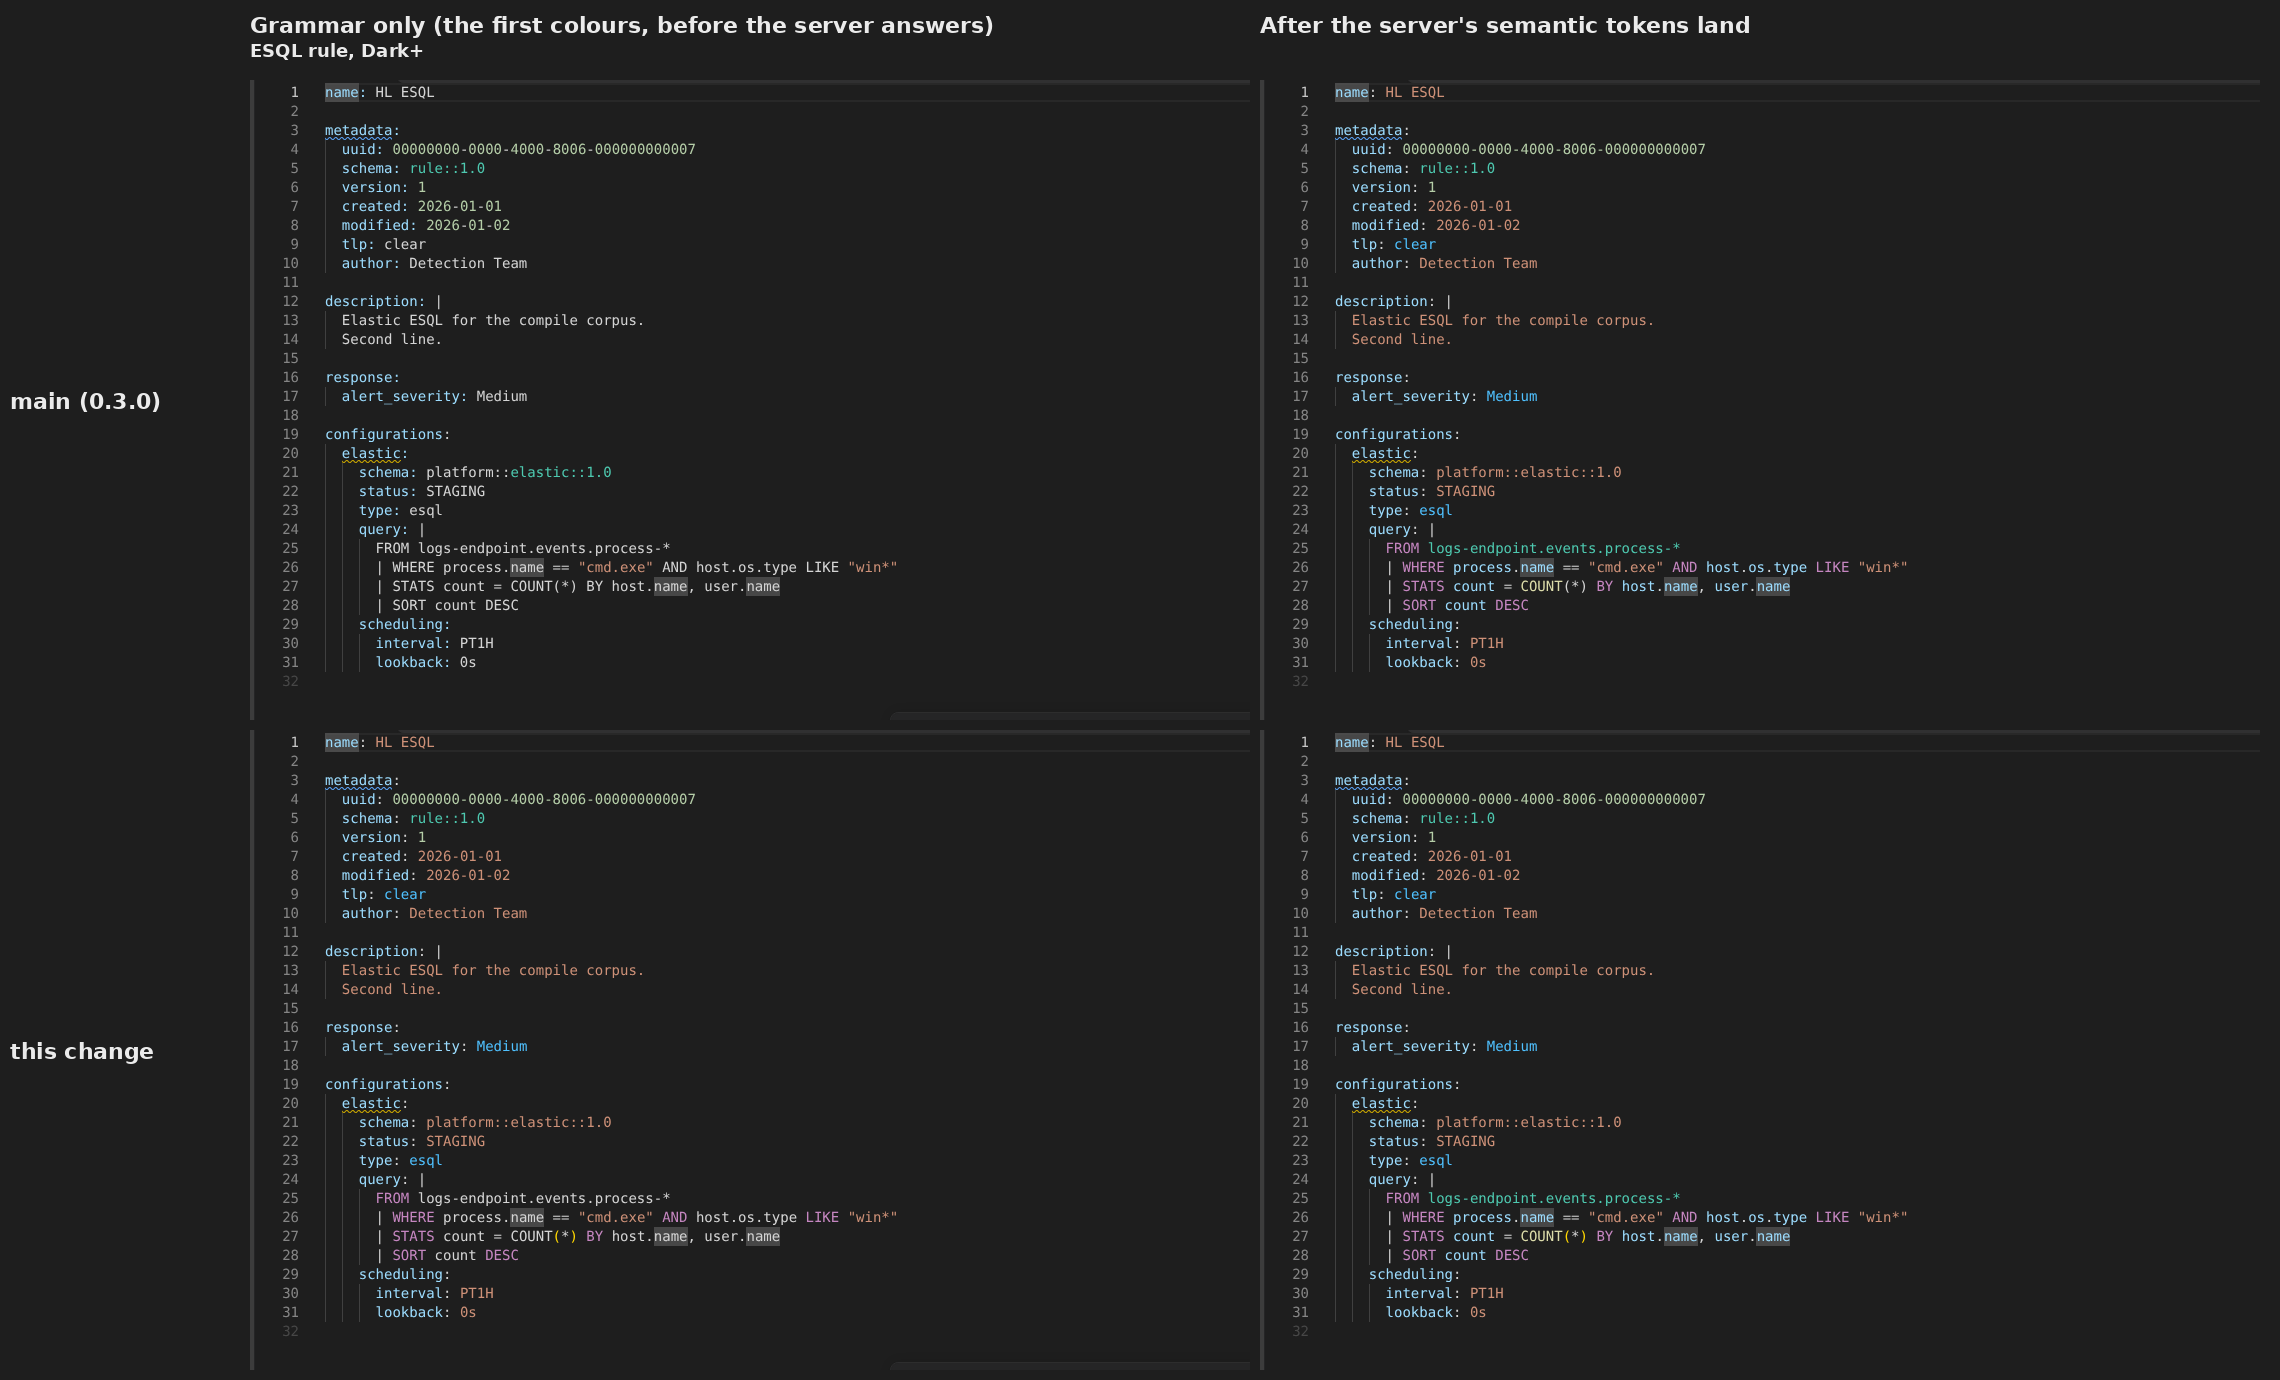 Grammar only (the first colours, before the server answers)
ESQL rule, Dark+
After the server's semantic tokens land
main (0.3.0)
1 name: HL ESQL
2
3 metadata:
4 uuid: 00000000-0000-4000-8006-000000000007
5 schema: rule::1.0
6 version: 1
7 created: 2026-01-01
8 modified: 2026-01-02
9 tlp: clear
10 author: Detection Team
11
12 description: |
13 Elastic ESQL for the compile corpus.
14 Second line.
15
16 response:
17 alert_severity: Medium
18
19 configurations:
20 elastic:
21 schema: platform::elastic::1.0
22 status: STAGING
23 type: esql
24 query: |
25 FROM logs-endpoint.events.process-*
26 | WHERE process.name == "cmd.exe" AND host.os.type LIKE "win*"
27 | STATS count = COUNT(*) BY host.name, user.name
28 | SORT count DESC
29 scheduling:
30 interval: PT1H
31 lookback: 0s
32
1 name: HL ESQL
2
3 metadata:
4 uuid: 00000000-0000-4000-8006-000000000007
5 schema: rule::1.0
6 version: 1
7 created: 2026-01-01
8 modified: 2026-01-02
9 tlp: clear
10 author: Detection Team
11
12 description: |
13 Elastic ESQL for the compile corpus.
14 Second line.
15
16 response:
17 alert_severity: Medium
18
19 configurations:
20 elastic:
21 schema: platform::elastic::1.0
22 status: STAGING
23 type: esql
24 query: |
25 FROM logs-endpoint.events.process-*
26 | WHERE process.name == "cmd.exe" AND host.os.type LIKE "win*"
27 | STATS count = COUNT(*) BY host.name, user.name
28 | SORT count DESC
29 scheduling:
30 interval: PT1H
31 lookback: 0s
32
this change
1 name: HL ESQL
2
3 metadata:
4 uuid: 00000000-0000-4000-8006-000000000007
5 schema: rule::1.0
6 version: 1
7 created: 2026-01-01
8 modified: 2026-01-02
9 tlp: clear
10 author: Detection Team
11
12 description: |
13 Elastic ESQL for the compile corpus.
14 Second line.
15
16 response:
17 alert_severity: Medium
18
19 configurations:
20 elastic:
21 schema: platform::elastic::1.0
22 status: STAGING
23 type: esql
24 query: |
25 FROM logs-endpoint.events.process-*
26 | WHERE process.name == "cmd.exe" AND host.os.type LIKE "win*"
27 | STATS count = COUNT(*) BY host.name, user.name
28 | SORT count DESC
29 scheduling:
30 interval: PT1H
31 lookback: 0s
32
1 name: HL ESQL
2
3 metadata:
4 uuid: 00000000-0000-4000-8006-000000000007
5 schema: rule::1.0
6 version: 1
7 created: 2026-01-01
8 modified: 2026-01-02
9 tlp: clear
10 author: Detection Team
11
12 description: |
13 Elastic ESQL for the compile corpus.
14 Second line.
15
16 response:
17 alert_severity: Medium
18
19 configurations:
20 elastic:
21 schema: platform::elastic::1.0
22 status: STAGING
23 type: esql
24 query: |
25 FROM logs-endpoint.events.process-*
26 | WHERE process.name == "cmd.exe" AND host.os.type LIKE "win*"
27 | STATS count = COUNT(*) BY host.name, user.name
28 | SORT count DESC
29 scheduling:
30 interval: PT1H
31 lookback: 0s
32